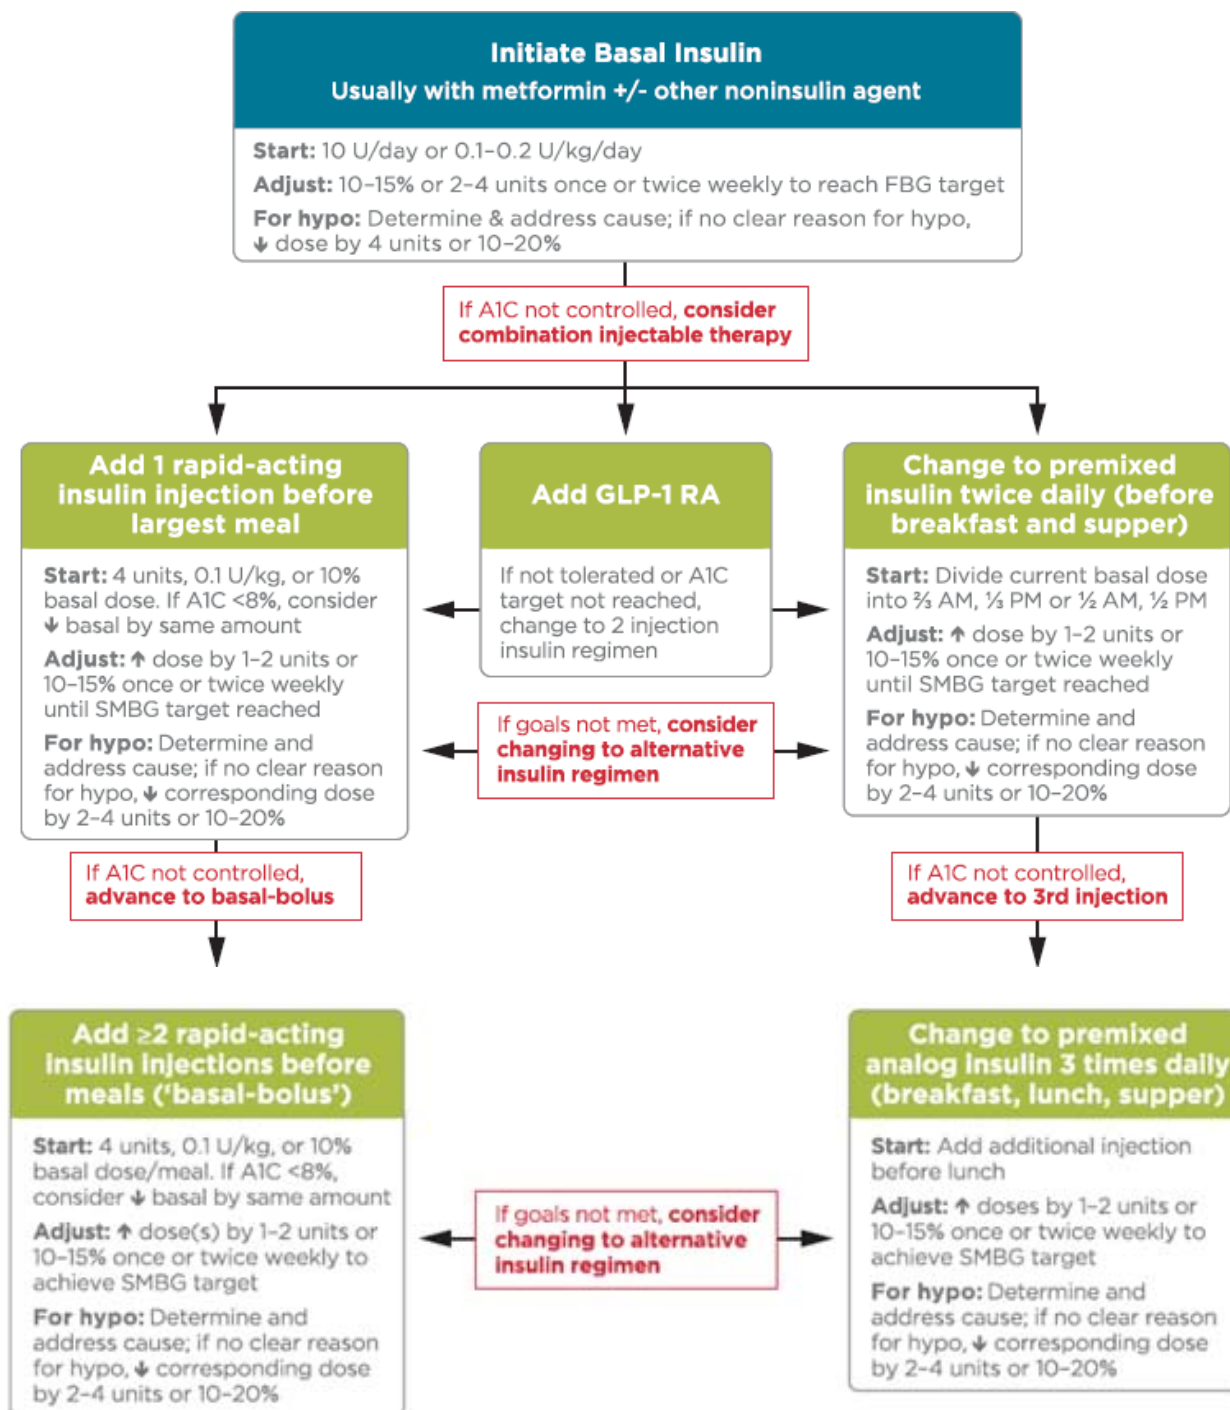 Initiate Basal Insulin
Usually with metformin +/- other noninsulin agent
Start: 10 U/day or 0.1–0.2 U/kg/day
Adjust: 10–15% or 2–4 units once or twice weekly to reach FBG target
For hypo: Determine & address cause; if no clear reason for hypo,
↓ dose by 4 units or 10–20%
If A1C not controlled, consider
combination injectable therapy
Add 1 rapid-acting
insulin injection before
largest meal
Start: 4 units, 0.1 U/kg, or 10%
basal dose. If A1C <8%, consider
↓ basal by same amount
Adjust: ↑ dose by 1–2 units or
10–15% once or twice weekly
until SMBG target reached
For hypo: Determine and
address cause; if no clear reason
for hypo, ↓ corresponding dose
by 2–4 units or 10–20%
Add GLP-1 RA
If not tolerated or A1C
target not reached,
change to 2 injection
insulin regimen
Change to premixed
insulin twice daily (before
breakfast and supper)
Start: Divide current basal dose
into ⅔ AM, ⅓ PM or ½ AM, ½ PM
Adjust: ↑ dose by 1–2 units or
10–15% once or twice weekly
until SMBG target reached
For hypo: Determine and
address cause; if no clear reason
for hypo, ↓ corresponding dose
by 2–4 units or 10–20%
If goals not met, consider
changing to alternative
insulin regimen
If A1C not controlled,
advance to basal-bolus
If A1C not controlled,
advance to 3rd injection
Add ≥2 rapid-acting
insulin injections before
meals (‘basal-bolus’)
Start: 4 units, 0.1 U/kg, or 10%
basal dose/meal. If A1C <8%,
consider ↓ basal by same amount
Adjust: ↑ dose(s) by 1–2 units or
10–15% once or twice weekly to
achieve SMBG target
For hypo: Determine and
address cause; if no clear reason
for hypo, ↓ corresponding dose
by 2–4 units or 10–20%
If goals not met, consider
changing to alternative
insulin regimen
Change to premixed
analog insulin 3 times daily
(breakfast, lunch, supper)
Start: Add additional injection
before lunch
Adjust: ↑ doses by 1–2 units or
10–15% once or twice weekly to
achieve SMBG target
For hypo: Determine and
address cause; if no clear reason
for hypo, ↓ corresponding dose
by 2–4 units or 10–20%